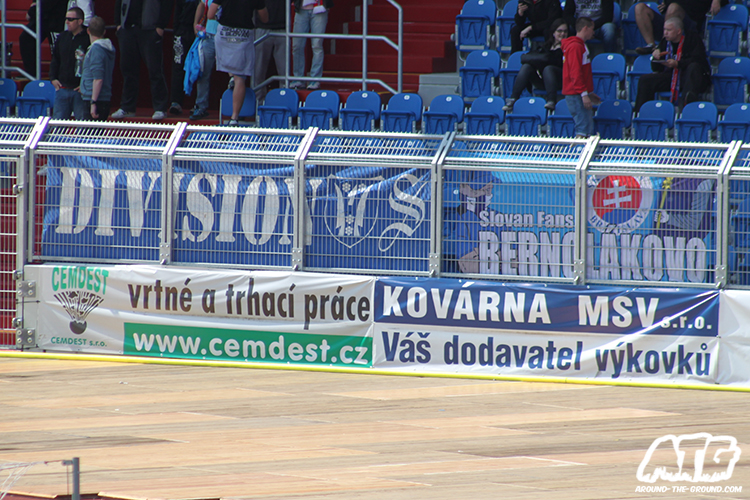 DIVISION S
Slovan Fans
BERNOLÁKOVO
CEMDEST
CEMDEST s.r.o.
vrtné a trhací práce
www.cemdest.cz
KOVÁRNA MSV s.r.o.
Váš dodavatel výkovků
ATG
AROUND-THE-GROUND.COM